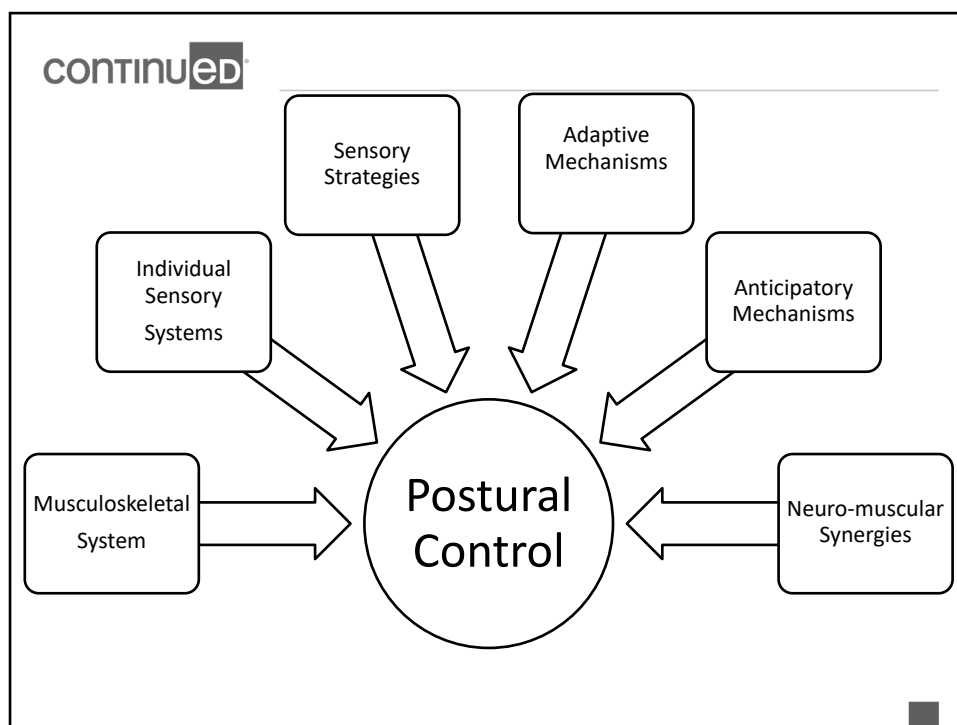 continued®
Sensory
Strategies
Adaptive
Mechanisms
Individual
Sensory
Systems
Anticipatory
Mechanisms
Musculoskeletal
System
Postural
Control
Neuro-muscular
Synergies